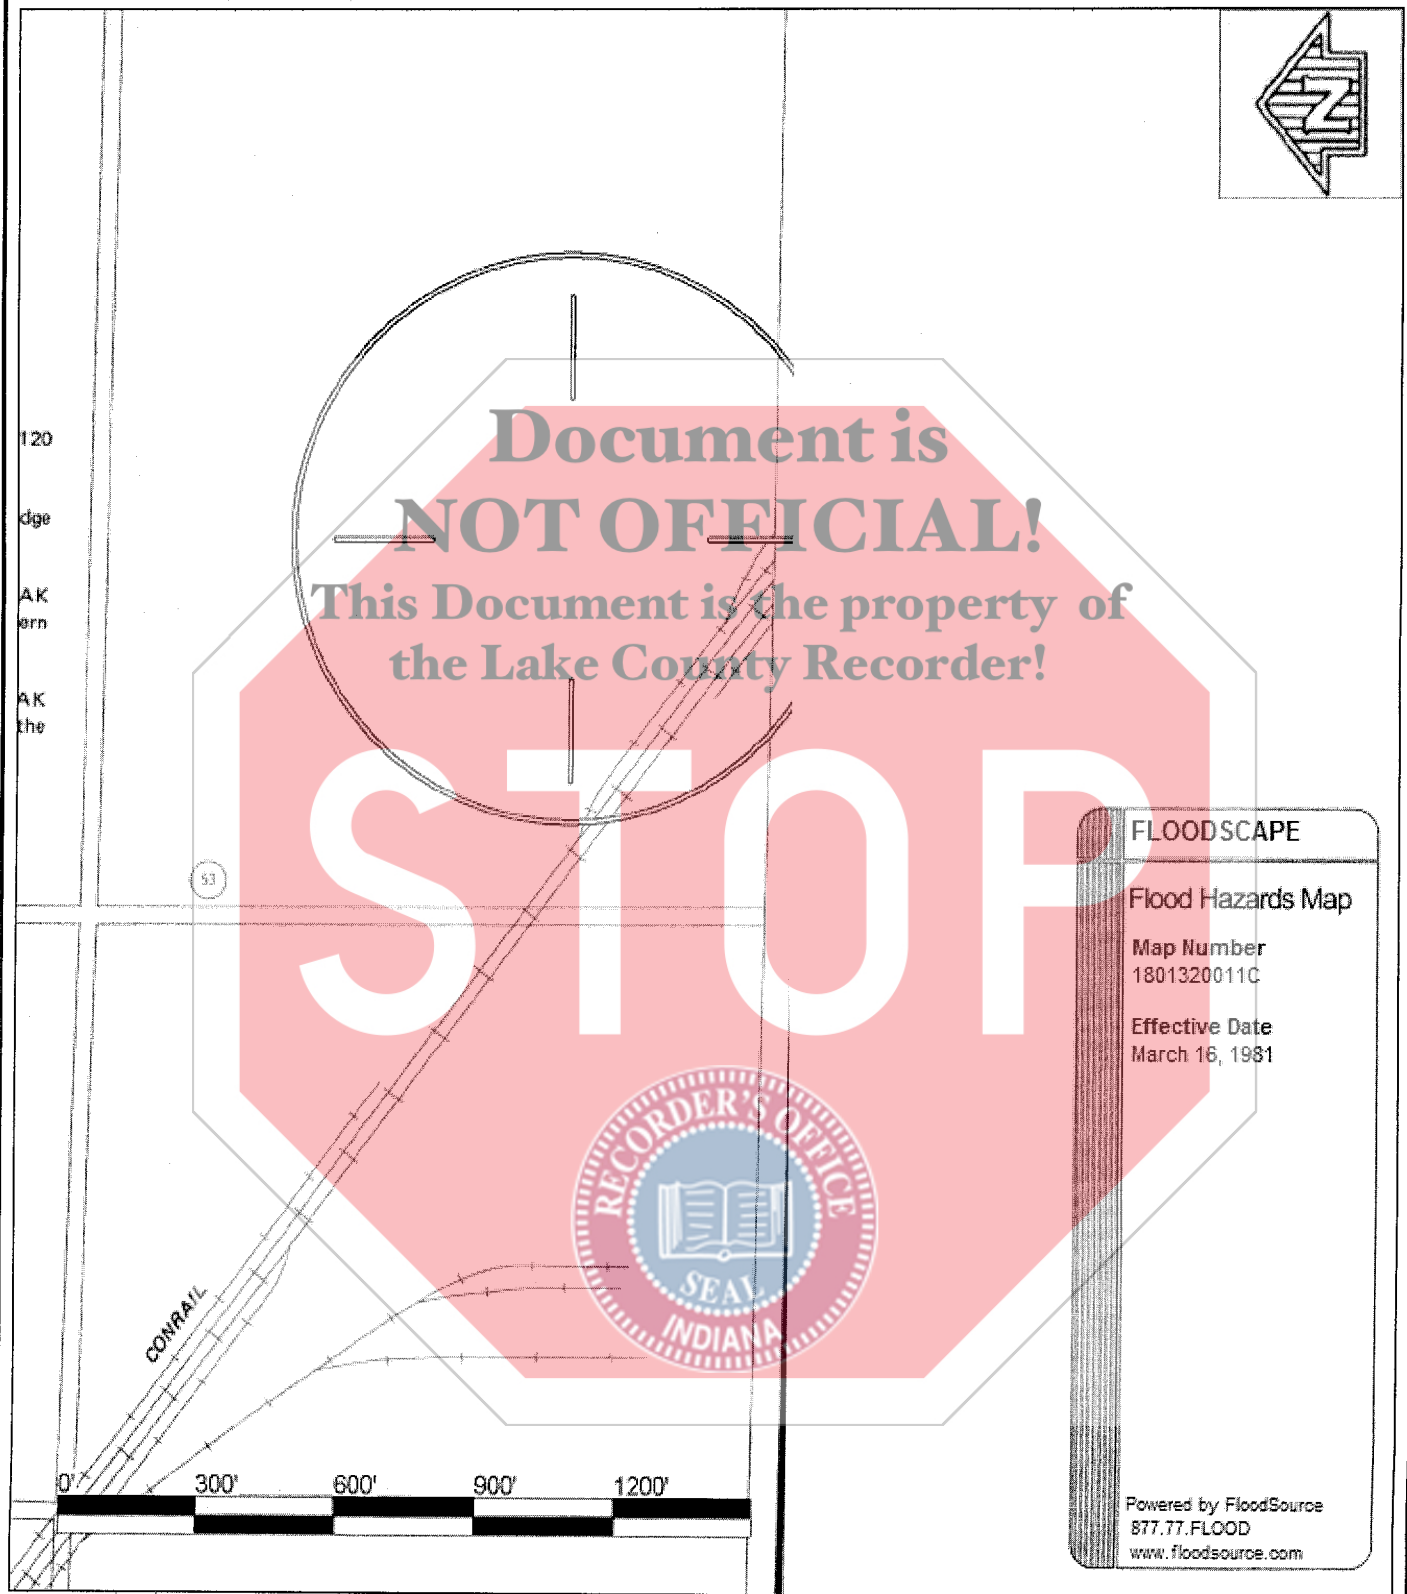 N
120
dge
AK
ern
AK
the
Document is
NOT OFFICIAL!
This Document is the property of
the Lake County Recorder!
STOP
53
FLOODSCAPE
Flood Hazards Map
Map Number
1801320011C
Effective Date
March 16, 1981
RECORDER'S OFFICE
SEAL
INDIANA
CONRAIL
0' 300' 600' 900' 1200'
Powered by FloodSource
877.77.FLOOD
www.floodsource.com